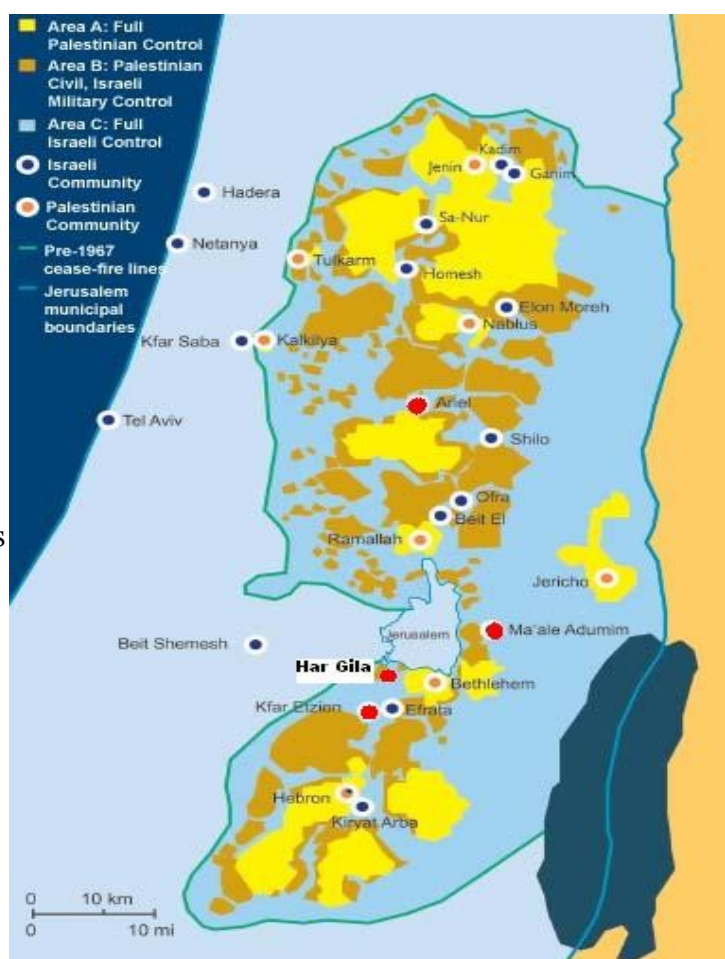 Area A: Full
Palestinian Control
Area B: Palestinian
Civil, Israeli
Military Control
Area C: Full
Israeli Control
Israeli
Community
Palestinian
Community
Pre-1967
cease-fire lines
Jerusalem
municipal
boundaries
Kadim
Jenin
Ganim
Hadera
Sa-Nur
Netanya
Tulkarm
Homesh
Elon Moreh
Nablus
Kfar Saba
Kalkilya
Ariel
Tel Aviv
Shilo
Ofra
Beit El
s
Ramallah
Jericho
Ma'ale Adumim
Jerusalem
Beit Shemesh
Har Gila
Bethlehem
Kfar Etzion
Efrata
Hebron
Kiryat Arba
0 10 km
0 10 mi